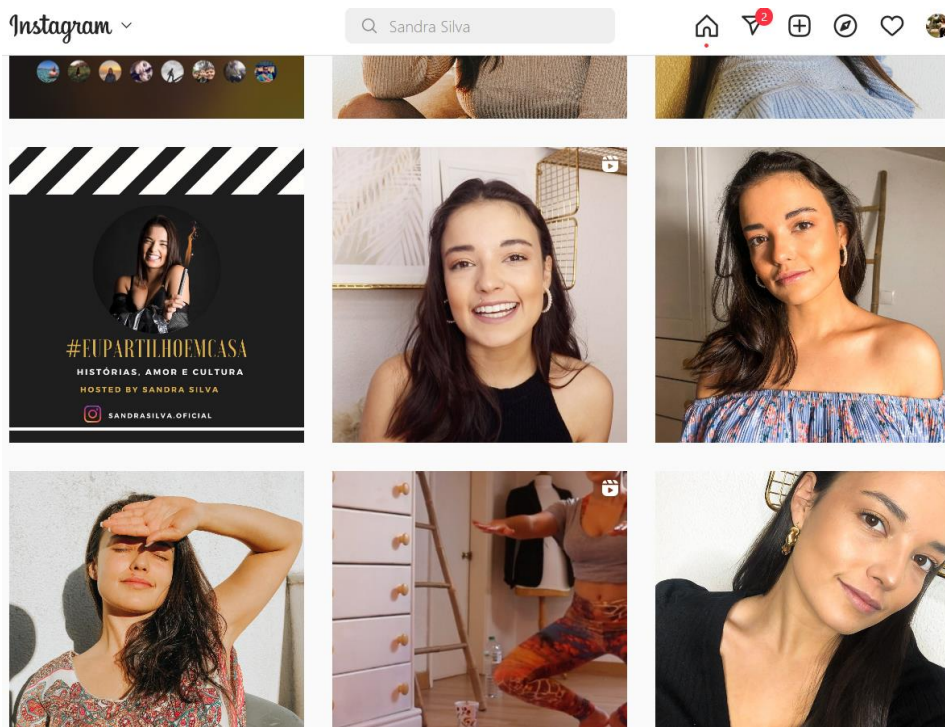 Instagram
Sandra Silva
2
#EUPARTILHOEMCASA
HISTÓRIAS, AMOR E CULTURA
HOSTED BY SANDRA SILVA
SANDRASILVA.OFICIAL